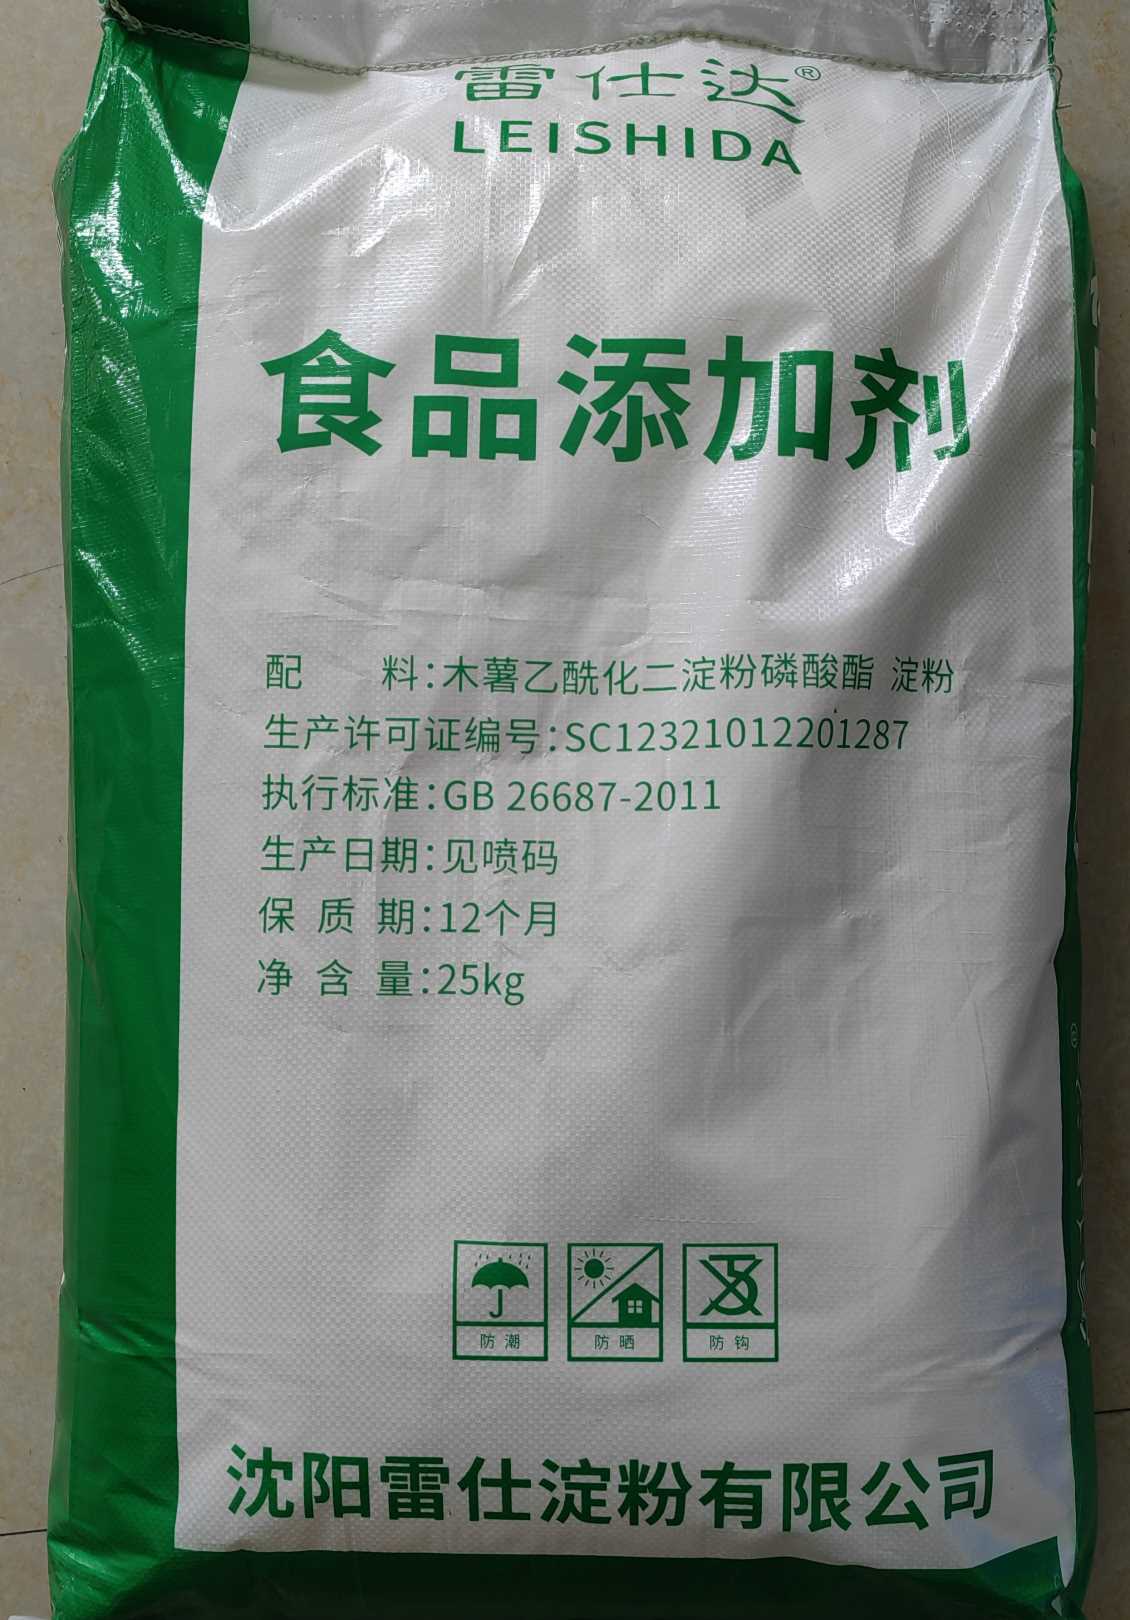 雷仕达®
LEISHIDA
食品添加剂
配 料:木薯乙酰化二淀粉磷酸酯 淀粉
生产许可证编号:SC12321012201287
执行标准:GB 26687-2011
生产日期:见喷码
保 质 期:12个月
净 含 量:25kg
防 潮 防 晒 防 钩
沈阳雷仕淀粉有限公司